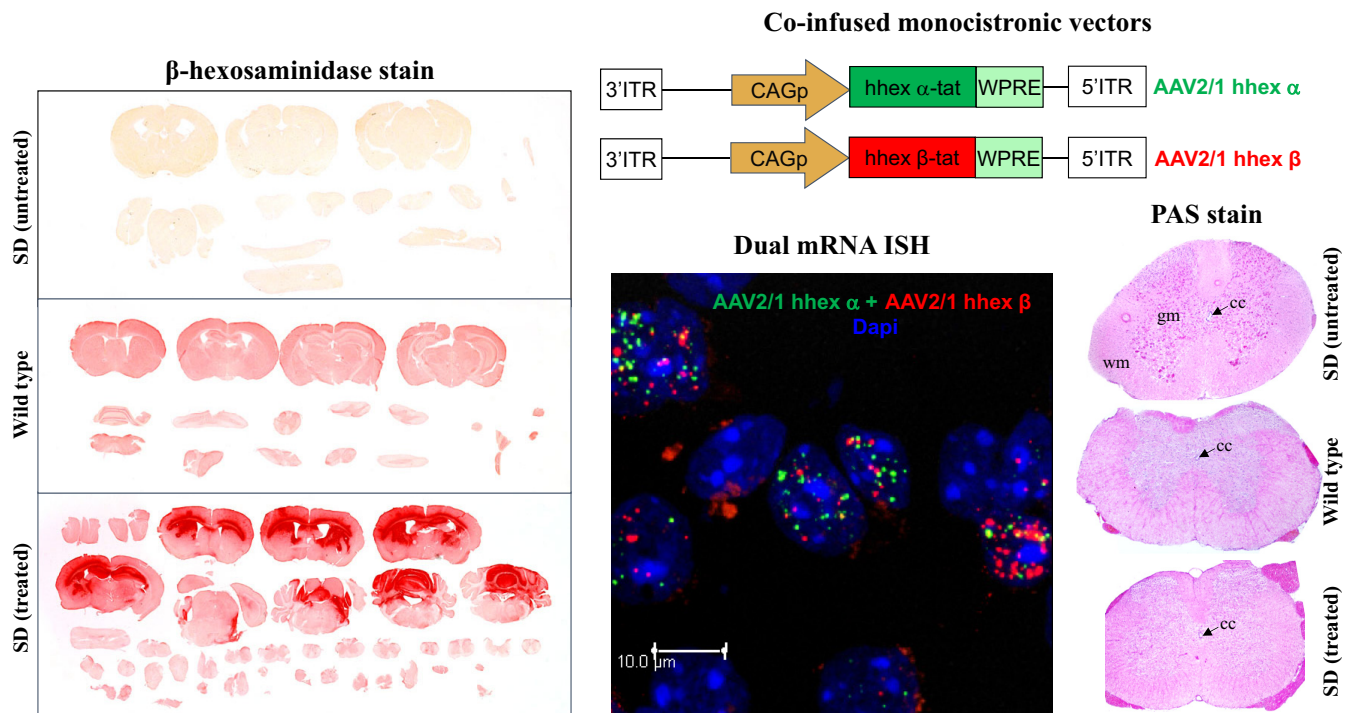 β-hexosaminidase stain
SD (untreated)
Wild type
SD (treated)
Co-infused monocistronic vectors
3’ITR CAGp hhex α-tat WPRE 5’ITR AAV2/1 hhex α
3’ITR CAGp hhex β-tat WPRE 5’ITR AAV2/1 hhex β
Dual mRNA ISH
AAV2/1 hhex α + AAV2/1 hhex β
Dapi
10.0 µm
PAS stain
cc
gm
wm
SD (untreated)
cc
Wild type
cc
SD (treated)